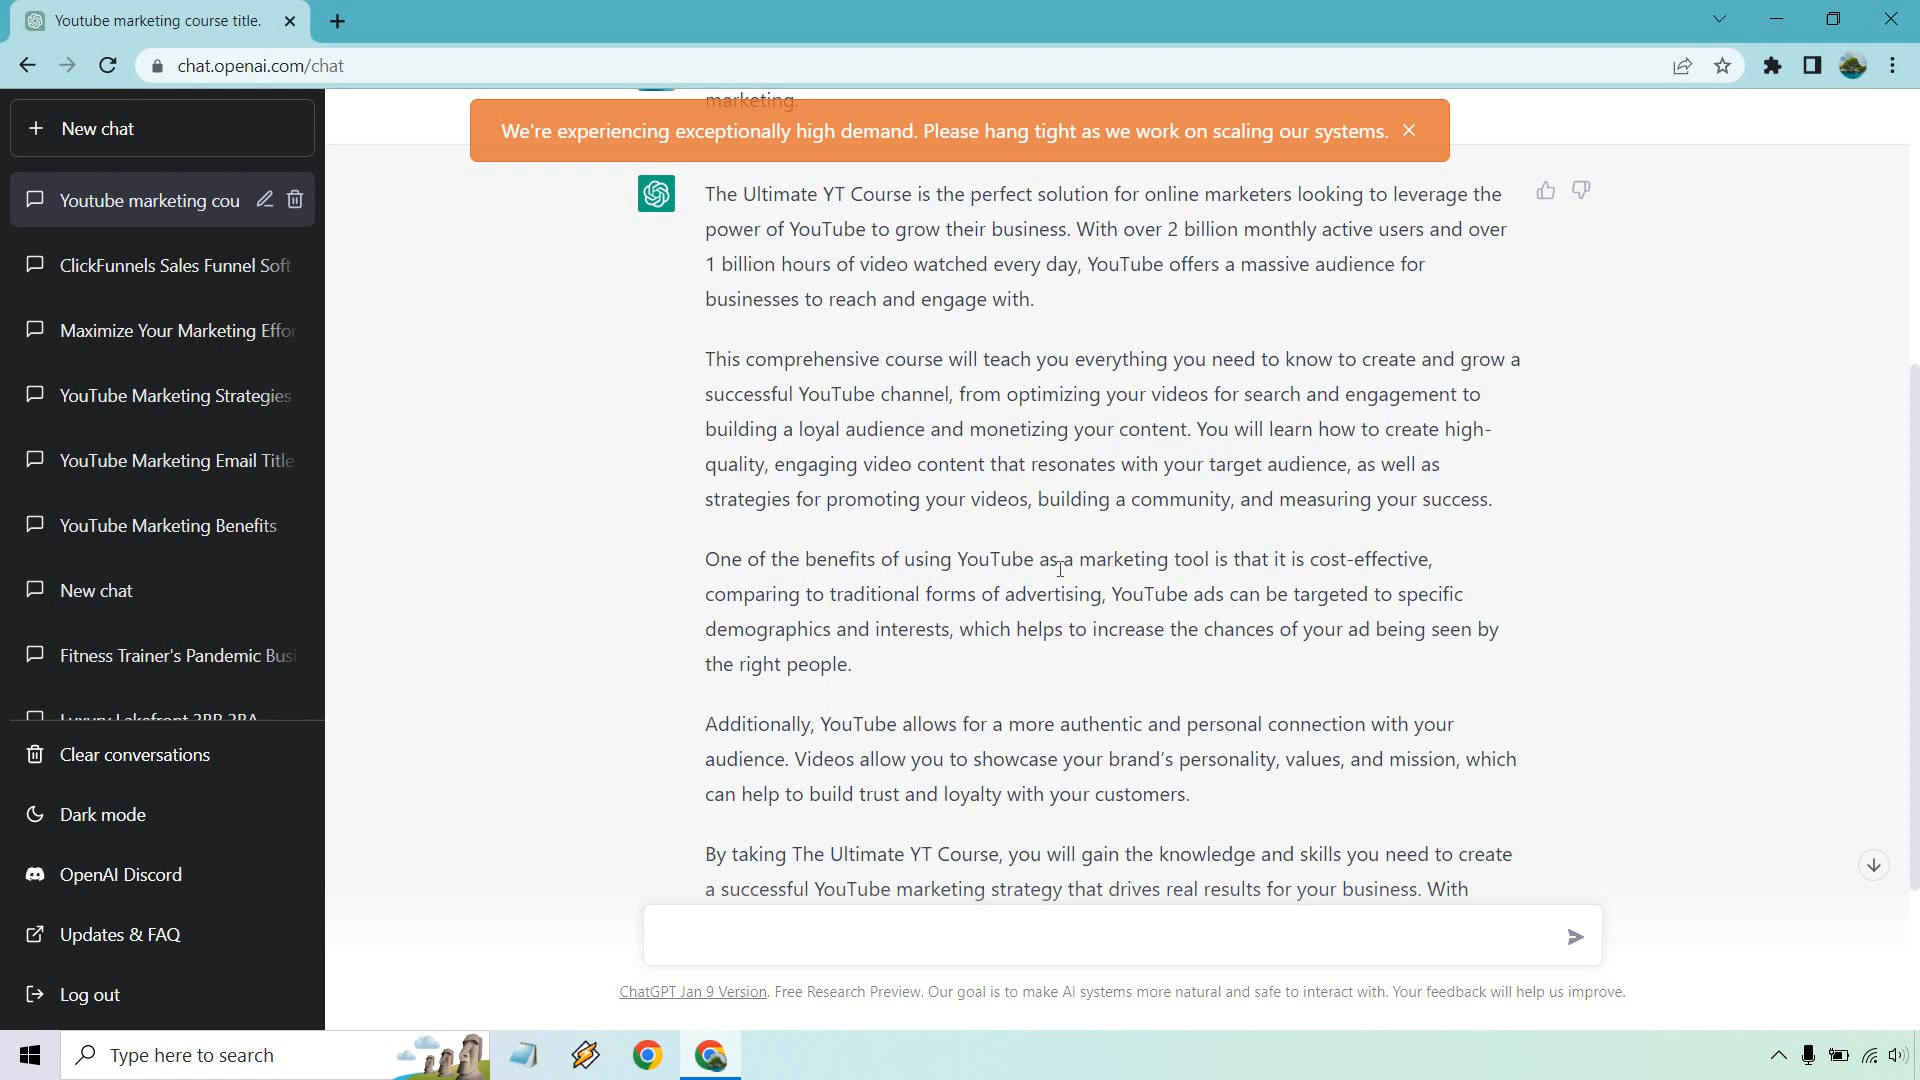 Youtube marketing course title.
chat.openai.com/chat
New chat
Youtube marketing cou
ClickFunnels Sales Funnel Soft
Maximize Your Marketing Effor
YouTube Marketing Strategies
YouTube Marketing Email Title
YouTube Marketing Benefits
New chat
Fitness Trainer's Pandemic Busi
Luxury Lakefront 2BR 2BA
Clear conversations
Dark mode
OpenAI Discord
Updates & FAQ
Log out
marketing.
We're experiencing exceptionally high demand. Please hang tight as we work on scaling our systems.
The Ultimate YT Course is the perfect solution for online marketers looking to leverage the
power of YouTube to grow their business. With over 2 billion monthly active users and over
1 billion hours of video watched every day, YouTube offers a massive audience for
businesses to reach and engage with.
This comprehensive course will teach you everything you need to know to create and grow a
successful YouTube channel, from optimizing your videos for search and engagement to
building a loyal audience and monetizing your content. You will learn how to create high-
quality, engaging video content that resonates with your target audience, as well as
strategies for promoting your videos, building a community, and measuring your success.
One of the benefits of using YouTube as a marketing tool is that it is cost-effective,
comparing to traditional forms of advertising, YouTube ads can be targeted to specific
demographics and interests, which helps to increase the chances of your ad being seen by
the right people.
Additionally, YouTube allows for a more authentic and personal connection with your
audience. Videos allow you to showcase your brand's personality, values, and mission, which
can help to build trust and loyalty with your customers.
By taking The Ultimate YT Course, you will gain the knowledge and skills you need to create
a successful YouTube marketing strategy that drives real results for your business. With
ChatGPT Jan 9 Version. Free Research Preview. Our goal is to make AI systems more natural and safe to interact with. Your feedback will help us improve.
Type here to search